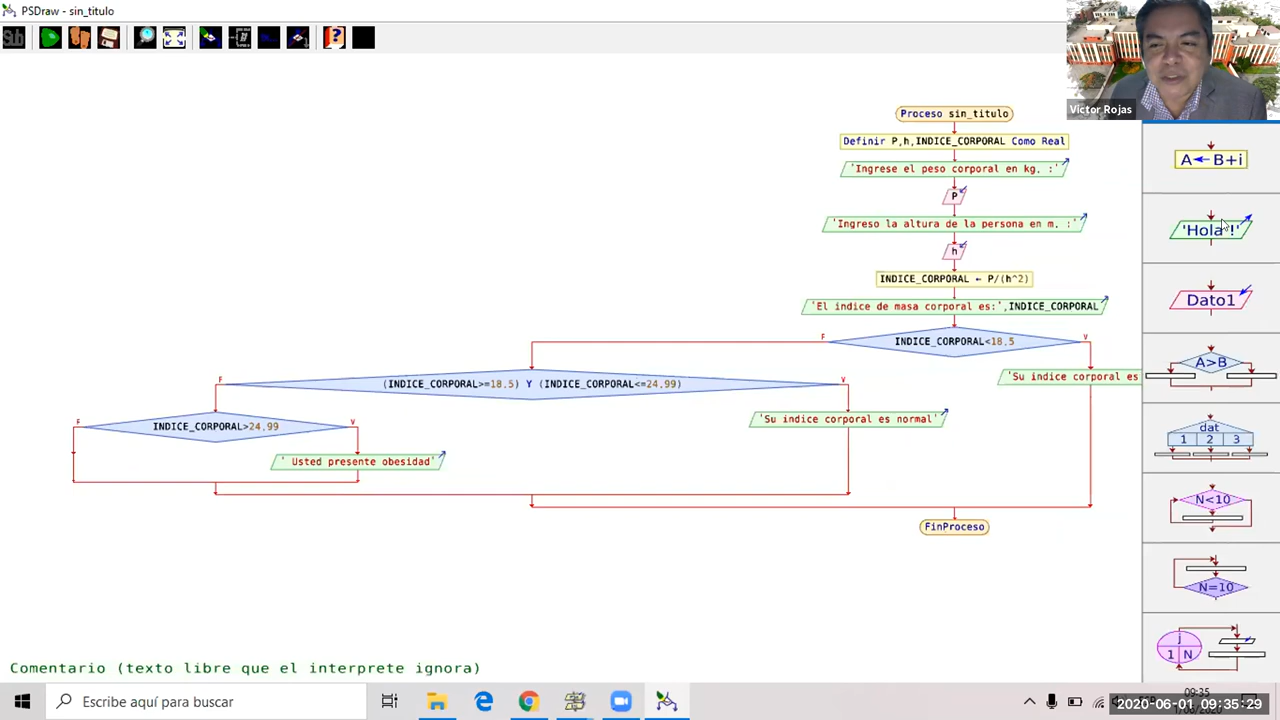 PSDraw - sin_titulo
Sub
Victor Rojas
Proceso sin_titulo
Definir P,h,INDICE_CORPORAL Como Real
'Ingrese el peso corporal en kg. :'
P
'Ingreso la altura de la persona en m. :'
h
INDICE_CORPORAL ← P/(h^2)
'El indice de masa corporal es:',INDICE_CORPORAL
F
INDICE_CORPORAL<18.5
V
F
(INDICE_CORPORAL>=18.5) Y (INDICE_CORPORAL<=24.99)
V
'Su indice corporal es
F
INDICE_CORPORAL>24.99
V
'Su indice corporal es normal'
' Usted presente obesidad'
FinProceso
A B+i
'Hola !'
Dato1
A>B
dat
1 2 3
N<10
N=10
j
1 N
Comentario (texto libre que el interprete ignora)
Escribe aquí para buscar
09:35
2020-06-01 09:35:29